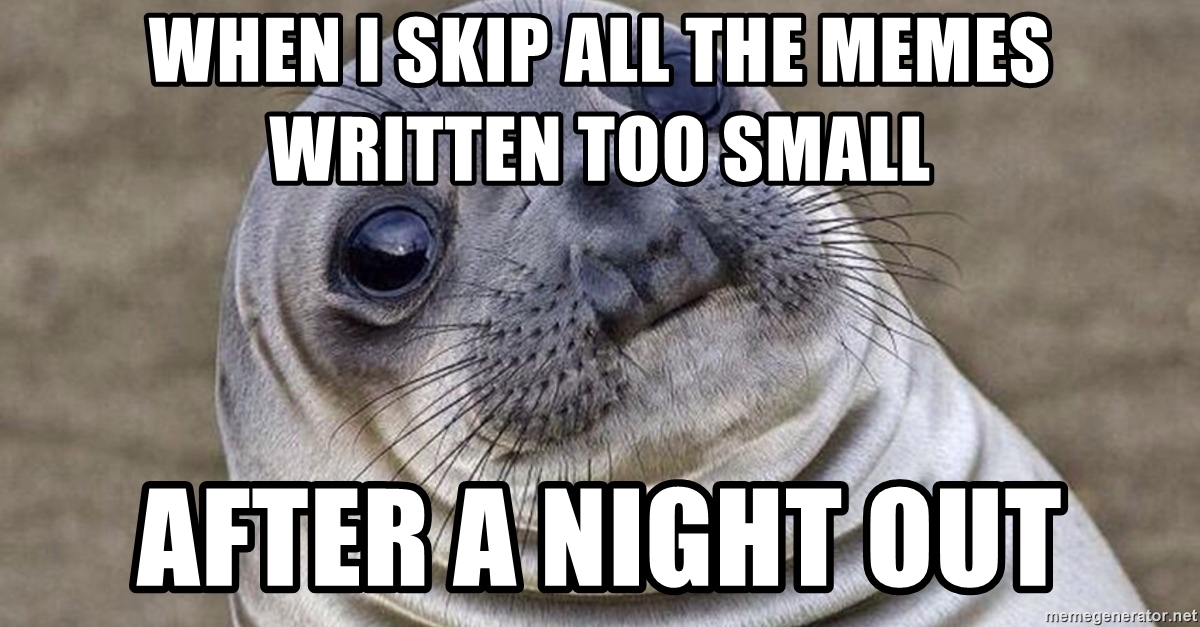 WHEN I SKIP ALL THE MEMES
WRITTEN TOO SMALL
AFTER A NIGHT OUT
memegenerator.net